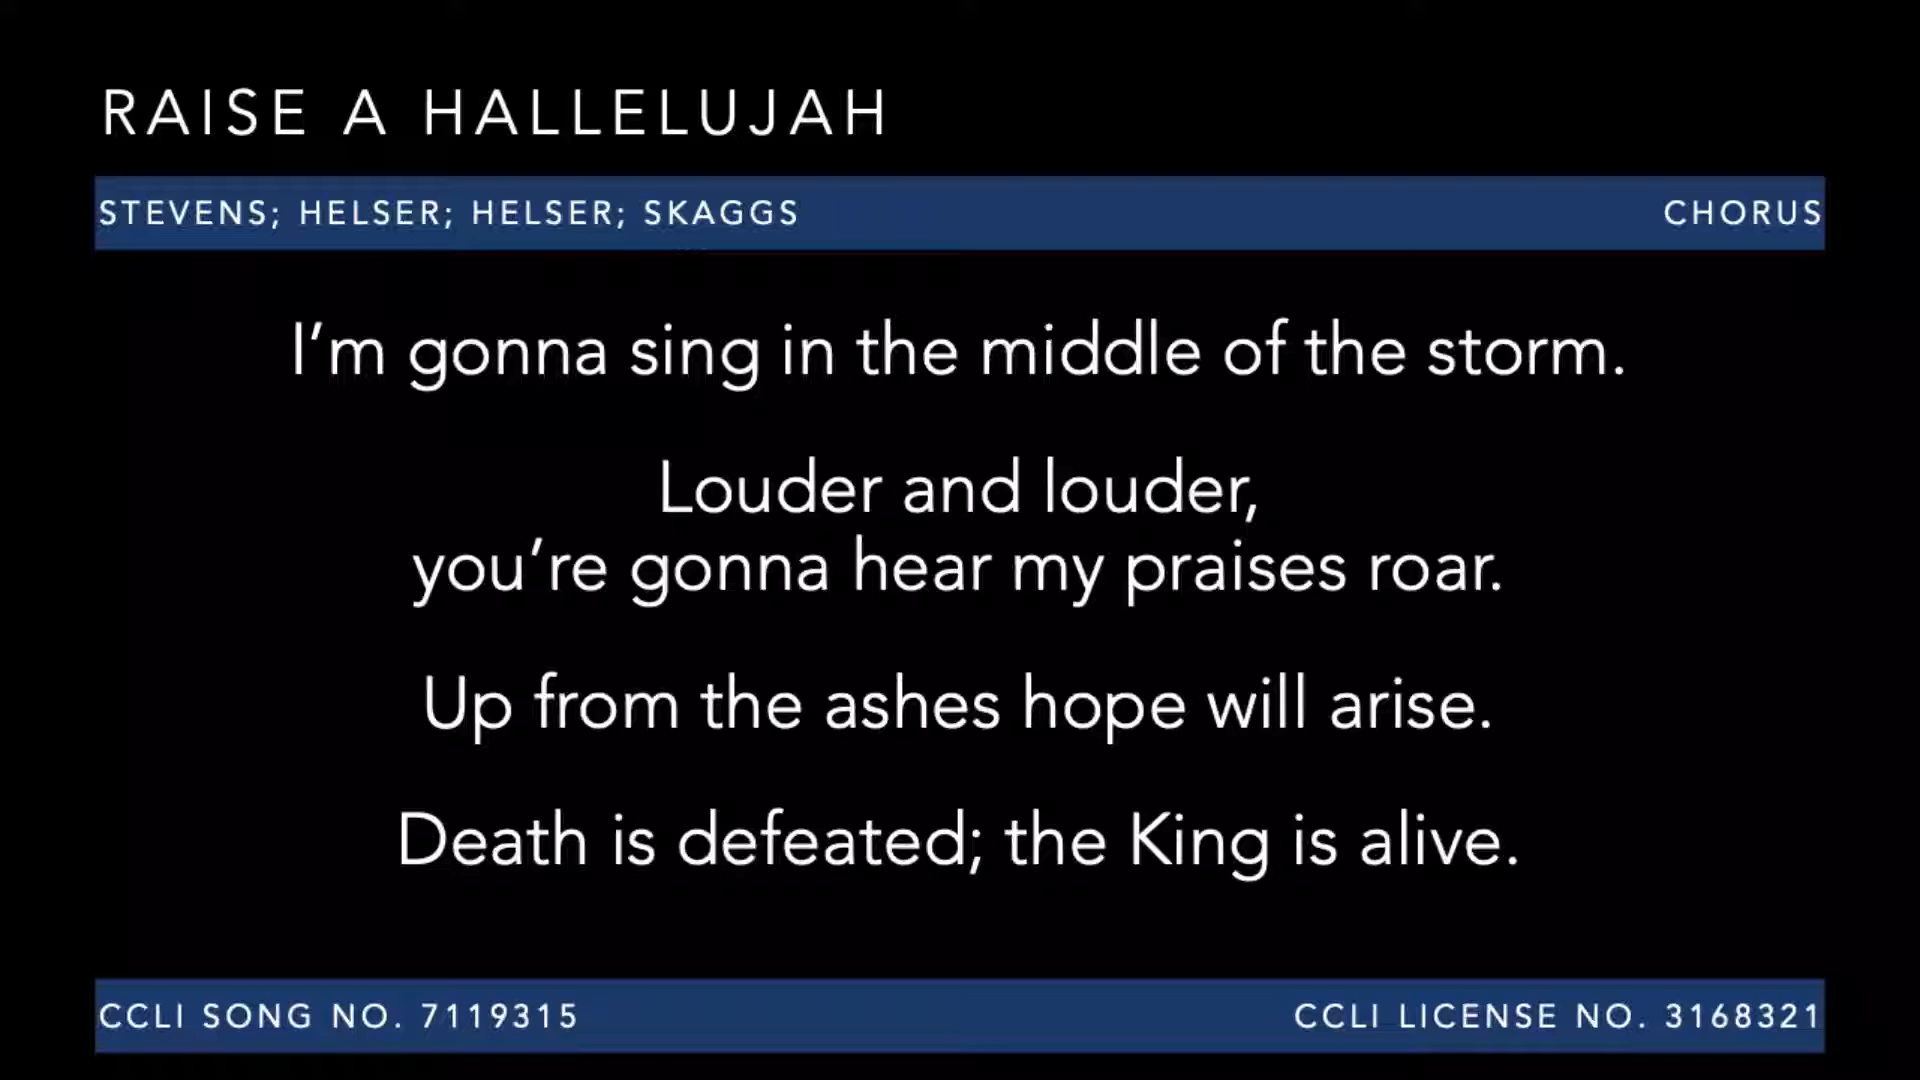 RAISE A HALLELUJAH
STEVENS; HELSER; HELSER; SKAGGS
CHORUS
I’m gonna sing in the middle of the storm.
Louder and louder,
you’re gonna hear my praises roar.
Up from the ashes hope will arise.
Death is defeated; the King is alive.
CCLI SONG NO. 7119315
CCLI LICENSE NO. 3168321